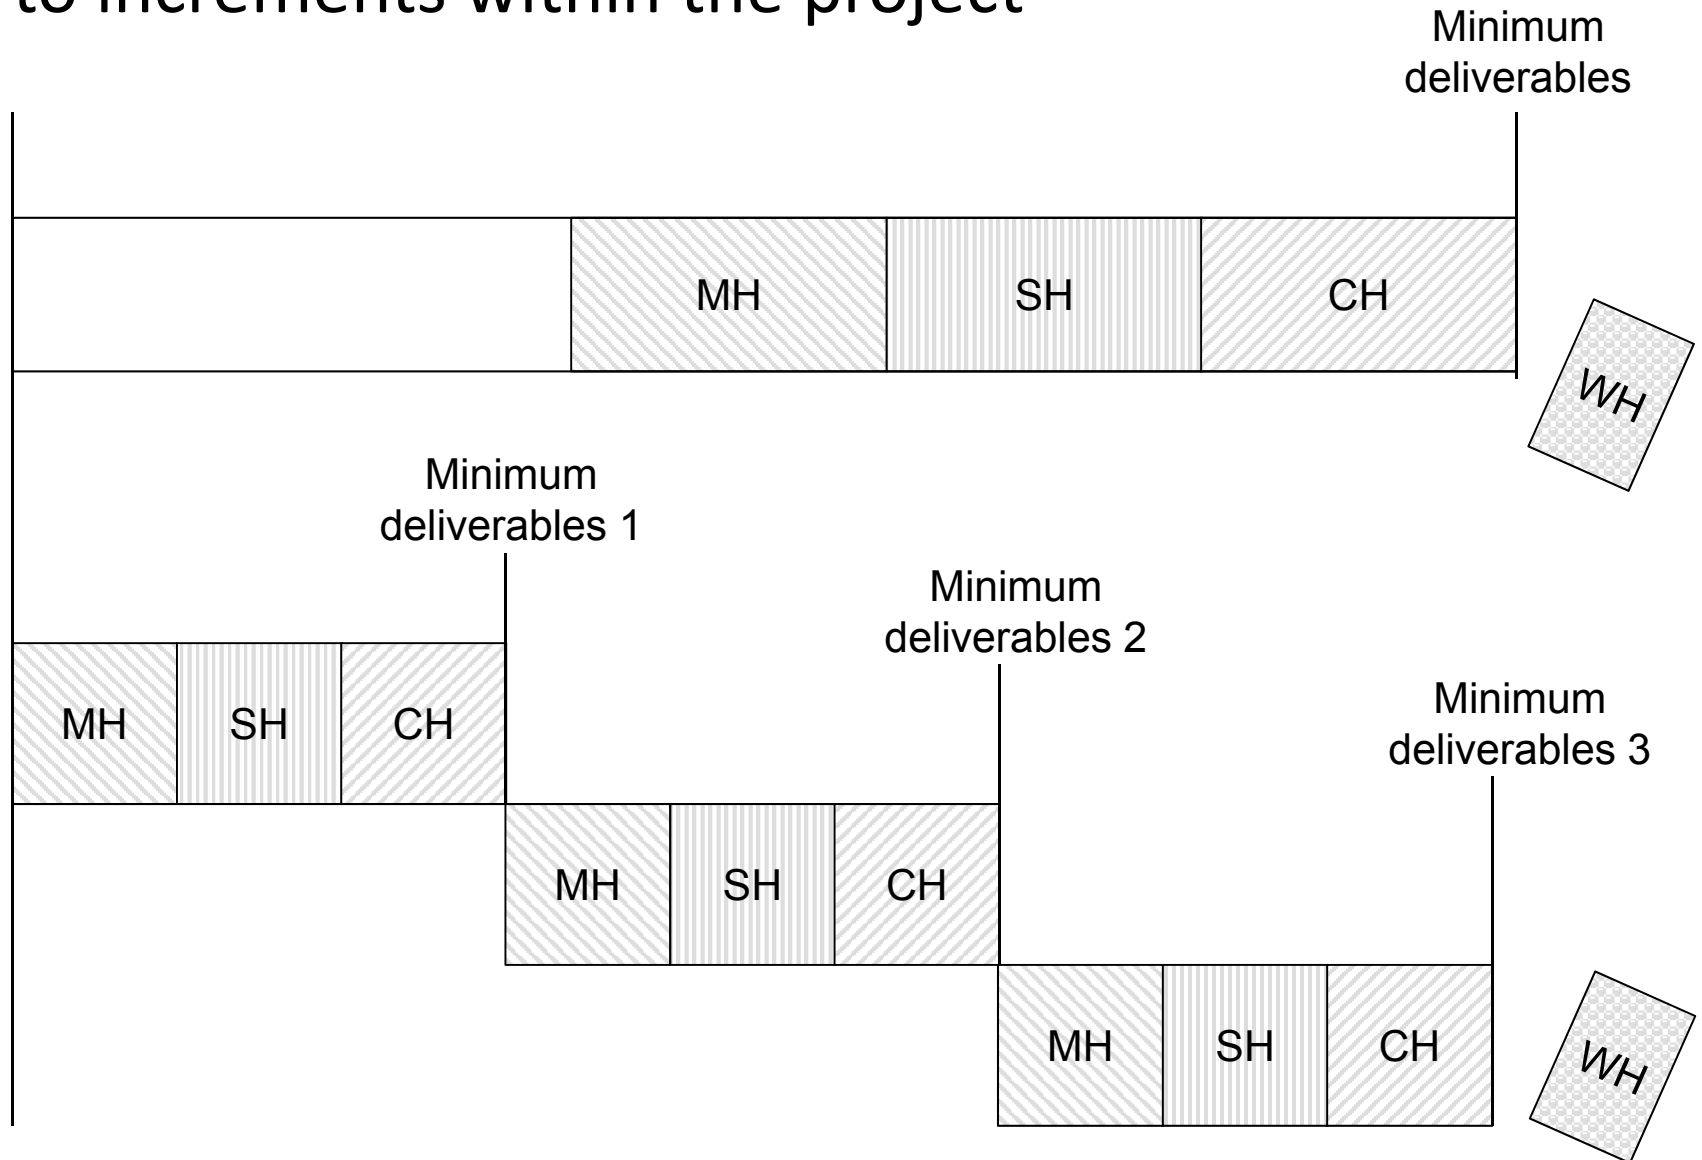 to increments within the project
Minimum
deliverables
MH SH CH
WH
Minimum
deliverables 1
Minimum
deliverables 2
Minimum
deliverables 3
MH SH CH
MH SH CH
MH SH CH
WH